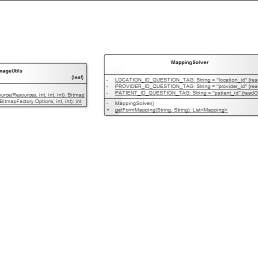 mageUtils
{leaf}
ource(Resources, int, int, int): Bitmap
BitmapFactory.Options, int, int): int
MappingSolver
- LOCATION_ID_QUESTION_TAG: String = "location_id" {rea
- PROVIDER_ID_QUESTION_TAG: String = "provider_id" {rea
- PATIENT_ID_QUESTION_TAG: String = "patient_id" {readO
- MappingSolver()
+ getFormMapping(String, String): List<Mapping>